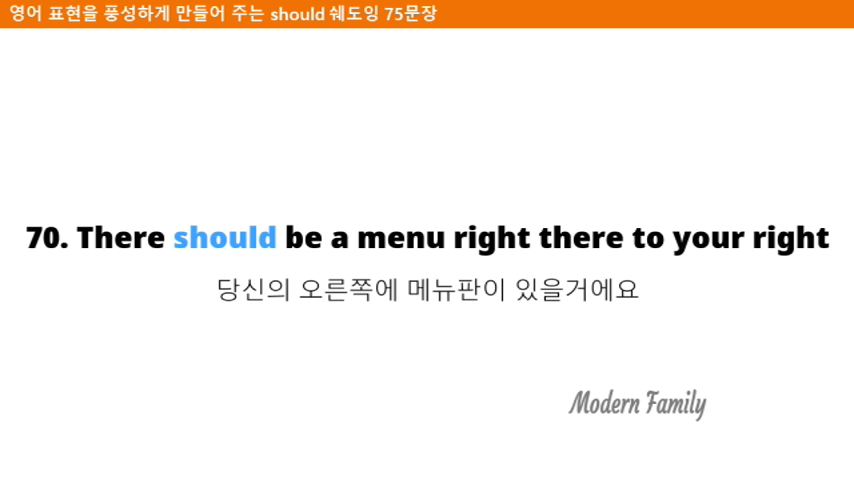 영어 표현을 풍성하게 만들어 주는 should 쉐도잉 75문장
70. There should be a menu right there to your right
당신의 오른쪽에 메뉴판이 있을거에요
Modern Family